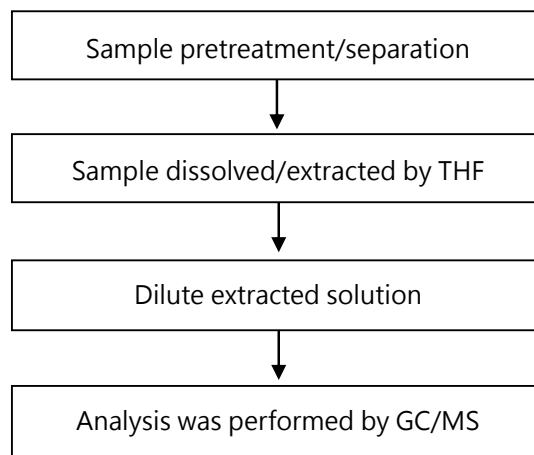 Sample pretreatment/separation
Sample dissolved/extracted by THF
Dilute extracted solution
Analysis was performed by GC/MS